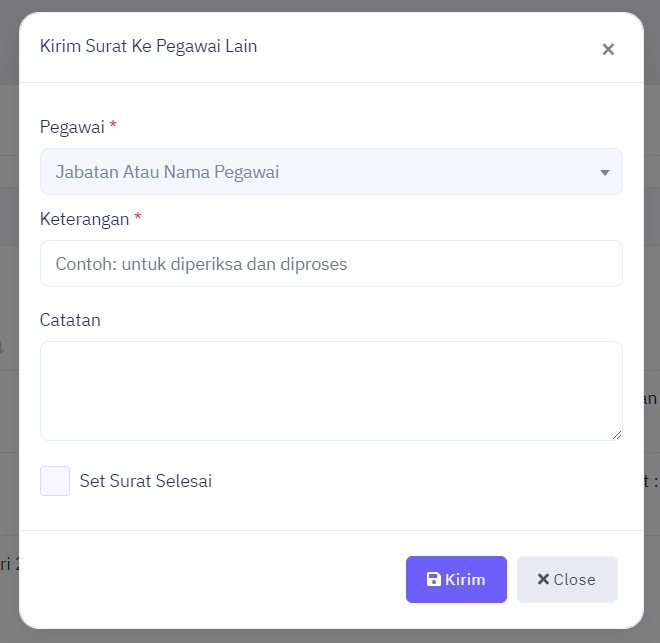 Kirim Surat Ke Pegawai Lain
Pegawai *
Jabatan Atau Nama Pegawai
Keterangan *
Contoh: untuk diperiksa dan diproses
Catatan
Set Surat Selesai
Kirim
Close